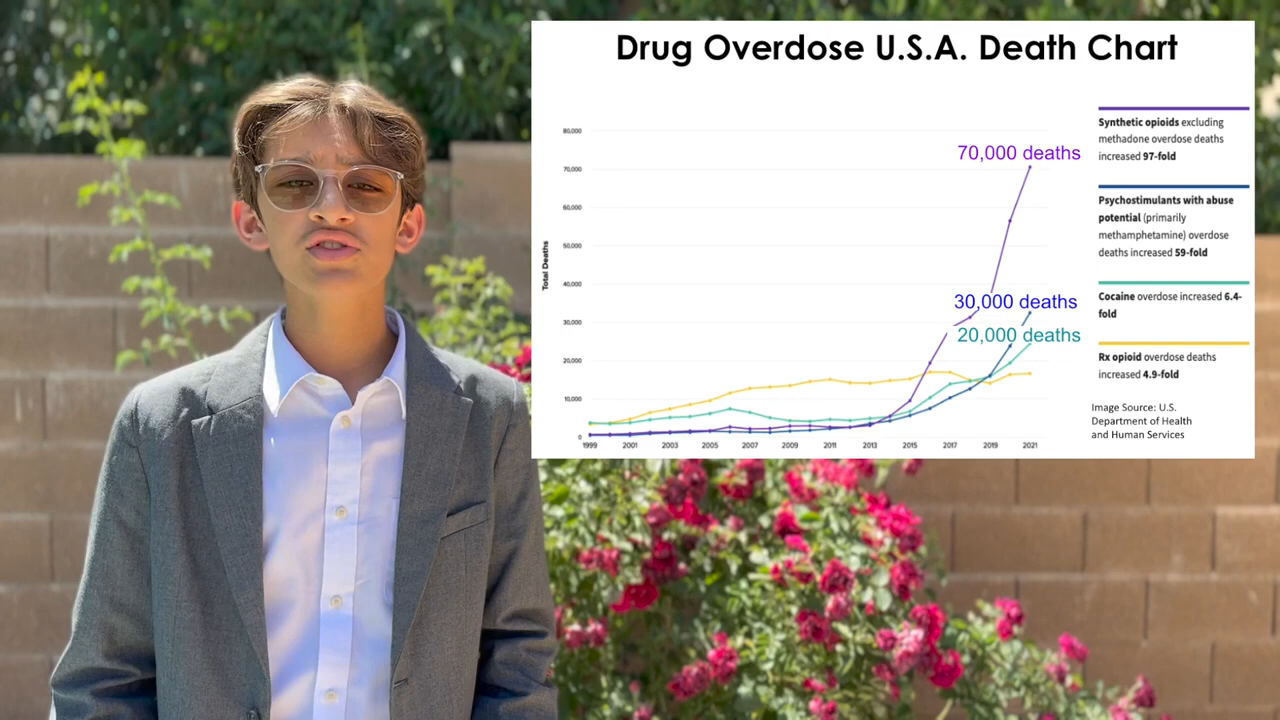 Drug Overdose U.S.A. Death Chart
80,000
70,000
60,000
50,000
40,000
30,000
20,000
10,000
0
Total Deaths
1999
2001
2003
2005
2007
2009
2011
2013
2015
2017
2019
2021
70,000 deaths
30,000 deaths
20,000 deaths
Synthetic opioids excluding
methadone overdose deaths
increased 97-fold
Psychostimulants with abuse
potential (primarily
methamphetamine) overdose
deaths increased 59-fold
Cocaine overdose increased 6.4-
fold
Rx opioid overdose deaths
increased 4.9-fold
Image Source: U.S.
Department of Health
and Human Services